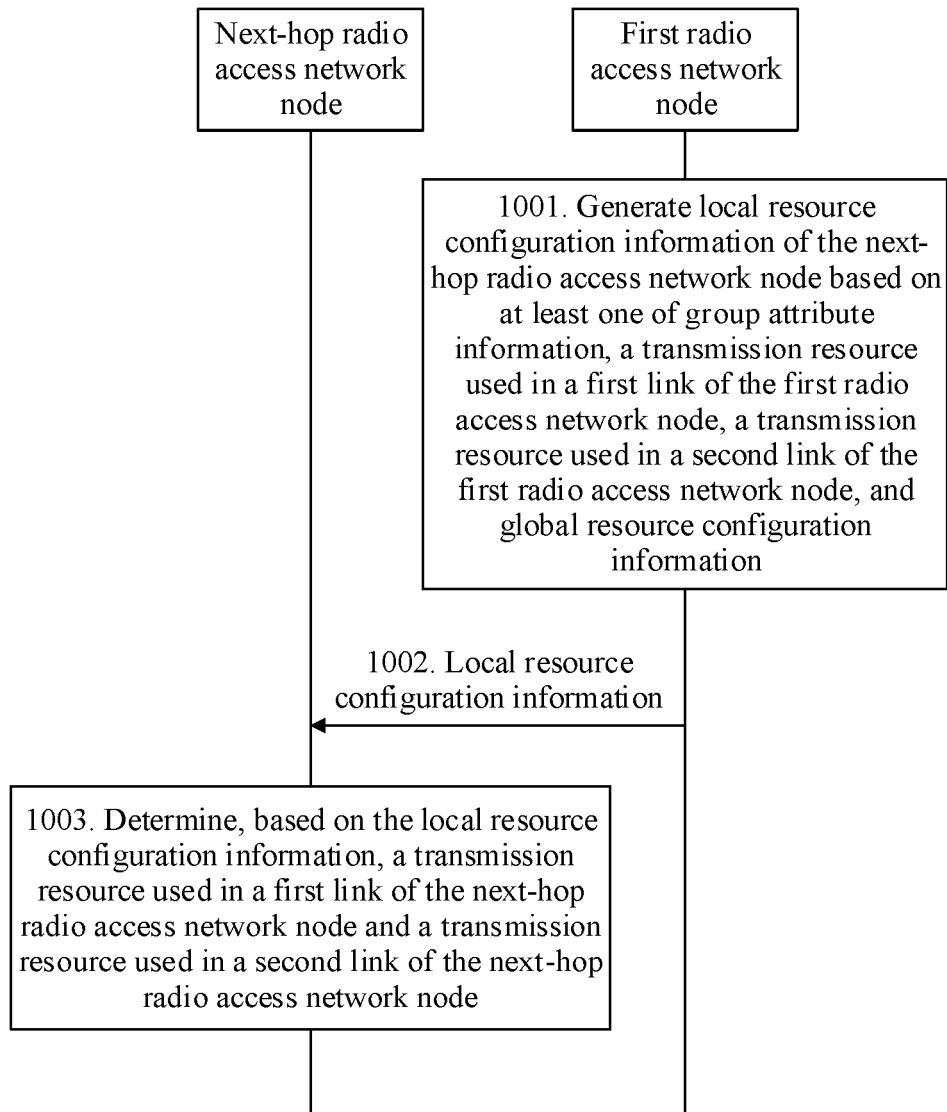 Next-hop radio
access network
node
First radio
access network
node
1001. Generate local resource
configuration information of the next-
hop radio access network node based on
at least one of group attribute
information, a transmission resource
used in a first link of the first radio
access network node, a transmission
resource used in a second link of the
first radio access network node, and
global resource configuration
information
1002. Local resource
configuration information
1003. Determine, based on the local resource
configuration information, a transmission
resource used in a first link of the next-hop
radio access network node and a transmission
resource used in a second link of the next-hop
radio access network node